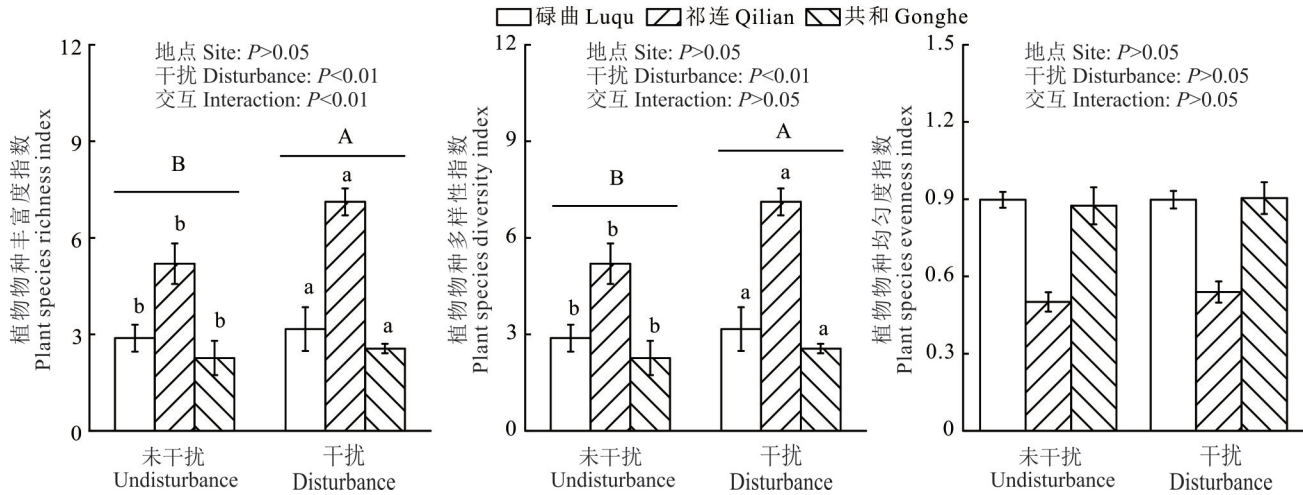 碌曲 Luqu 祁连 Qilian 共和 Gonghe
植物物种丰富度指数
Plant species richness index
12
9
6
3
0
地点 Site: P>0.05
干扰 Disturbance: P<0.01
交互 Interaction: P<0.01
B
A
b
b
b
a
a
a
未干扰
Undisturbance
干扰
Disturbance
植物物种多样性指数
Plant species diversity index
12
9
6
3
0
地点 Site: P>0.05
干扰 Disturbance: P<0.01
交互 Interaction: P>0.05
B
A
b
b
b
a
a
a
未干扰
Undisturbance
干扰
Disturbance
植物物种均匀度指数
Plant species evenness index
1.5
1.2
0.9
0.6
0.3
0
地点 Site: P>0.05
干扰 Disturbance: P>0.05
交互 Interaction: P>0.05
未干扰
Undisturbance
干扰
Disturbance